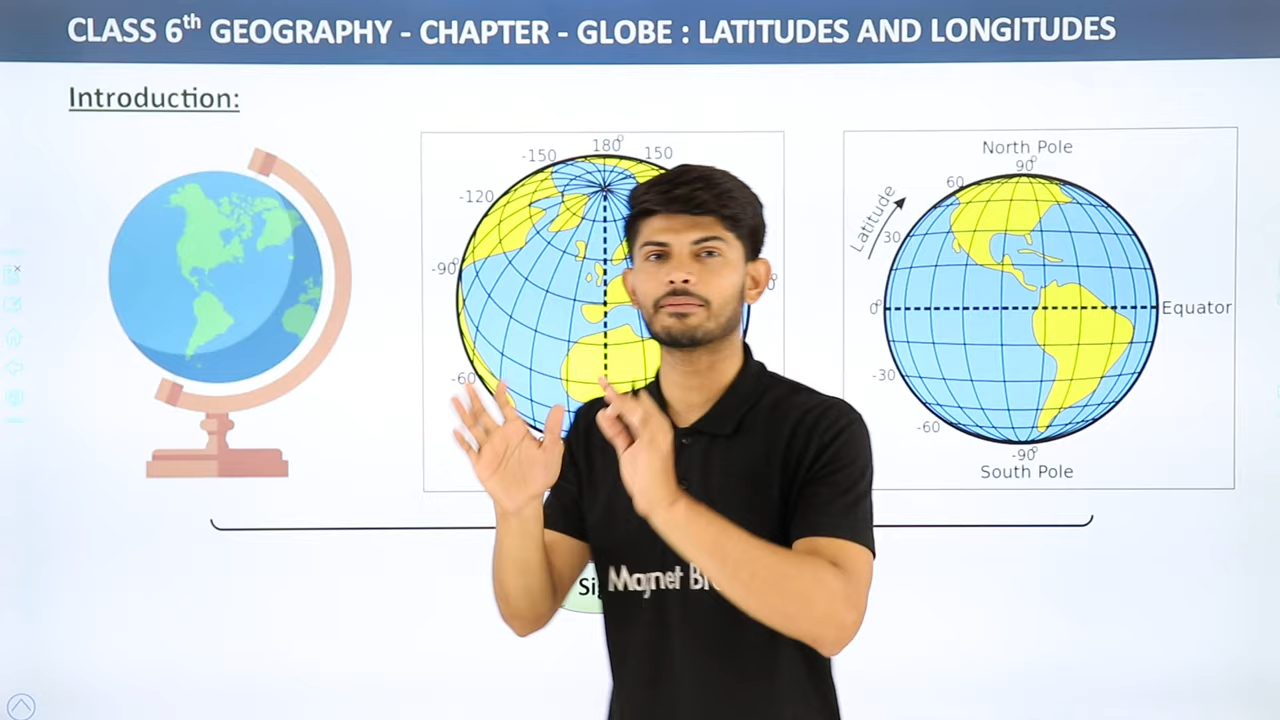 CLASS 6th GEOGRAPHY - CHAPTER - GLOBE : LATITUDES AND LONGITUDES
Introduction:
180°
-150
150
-120
-90°
-60
North Pole
90°
60
Latitude
30
0°
Equator
-30
-60
-90°
South Pole
Magnet